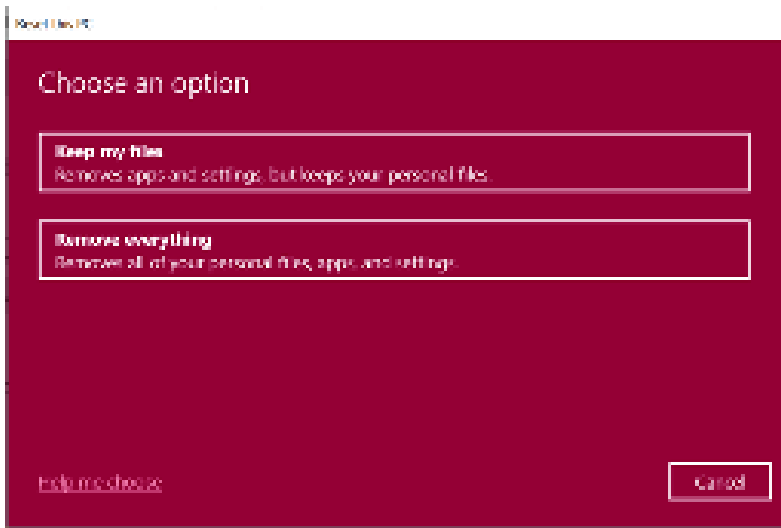 Reset this PC
Choose an option
Keep my files
Removes apps and settings, but keeps your personal files.
Remove everything
Removes all of your personal files, apps, and settings.
Help me choose
Cancel